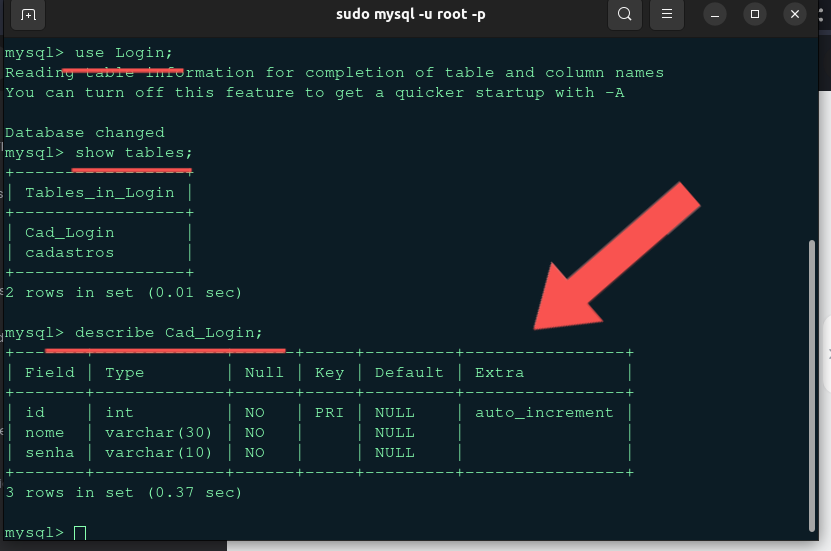 sudo mysql -u root -p
mysql> use Login;
Reading table information for completion of table and column names
You can turn off this feature to get a quicker startup with -A
Database changed
mysql> show tables;
+-----------------+
| Tables_in_Login |
+-----------------+
| Cad_Login       |
| cadastros       |
+-----------------+
2 rows in set (0.01 sec)
mysql> describe Cad_Login;
+-------+-------------+------+-----+---------+----------------+
| Field | Type        | Null | Key | Default | Extra          |
+-------+-------------+------+-----+---------+----------------+
| id    | int         | NO   | PRI | NULL    | auto_increment |
| nome  | varchar(30) | NO   |     | NULL    |                |
| senha | varchar(10) | NO   |     | NULL    |                |
+-------+-------------+------+-----+---------+----------------+
3 rows in set (0.37 sec)
mysql>